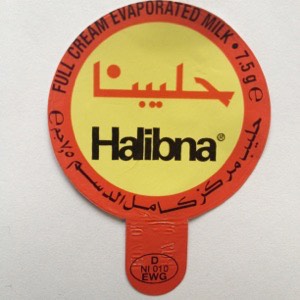 FULL CREAM EVAPORATED MILK • 7.5g e
حليبنا
Halibna®
حليب مركز كامل الدسم ٧,٥ جم e
D
NI 010
EWG